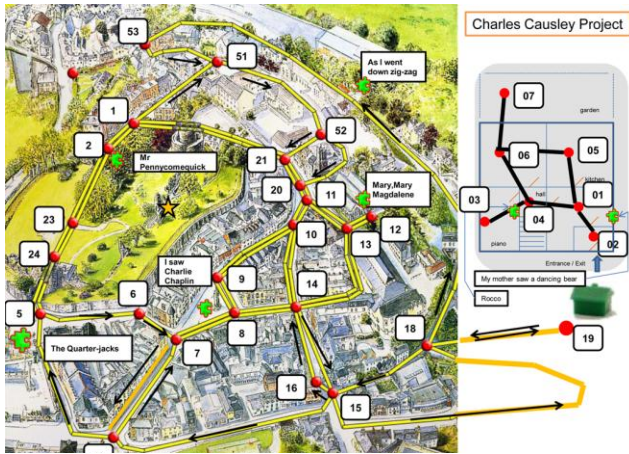 Charles Causley Project
53
51
As I went
down zig-zag
1
52
2
Mr
Pennycomequick
21
20
11
Mary,Mary
Magdalene
12
23
10
13
24
I saw
Charlie
Chaplin
9
5
6
14
The Quarter-jacks
7
8
18
16
15
19
07
garden
06
05
kitchen
03
hall
01
04
02
piano
Entrance / Exit
My mother saw a dancing bear
Rocco